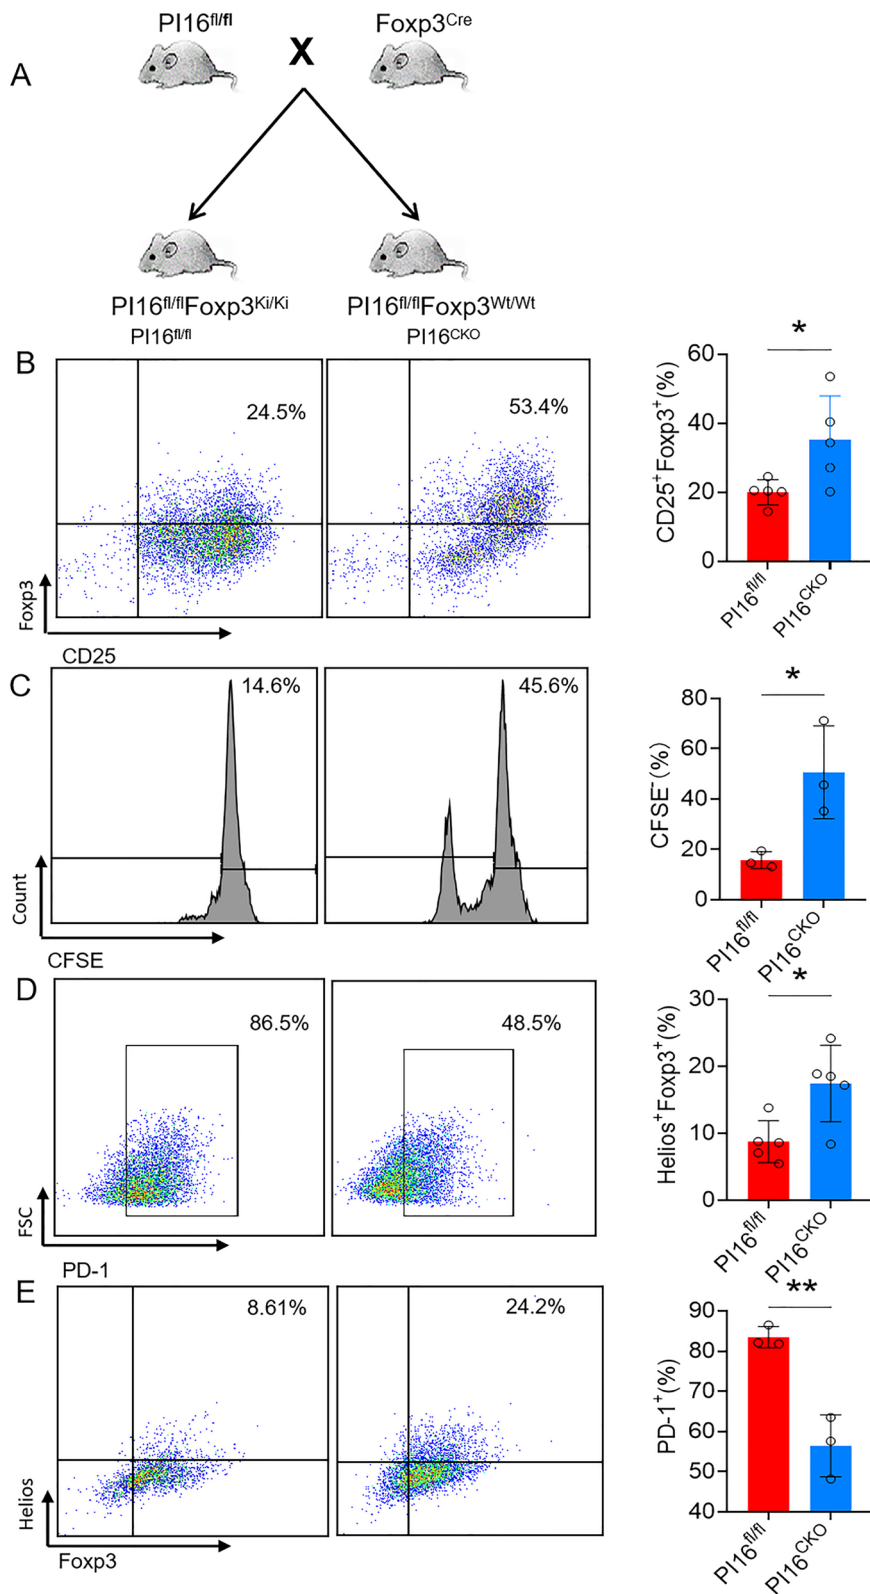 PI16fl/fl
Foxp3Cre
A
X
PI16fl/flFoxp3Ki/Ki
PI16fl/flFoxp3Wt/Wt
PI16fl/fl
PI16CKO
B
24.5%
53.4%
Foxp3
CD25
*
CD25+Foxp3+(%)
60
40
20
0
PI16fl/fl
PI16CKO
C
14.6%
45.6%
Count
CFSE
*
CFSE-(%)
80
60
40
20
0
PI16fl/fl
PI16CKO
D
86.5%
48.5%
FSC
PD-1
*
Helios+Foxp3+(%)
30
20
10
0
PI16fl/fl
PI16CKO
E
8.61%
24.2%
Helios
Foxp3
**
PD-1+(%)
90
80
70
60
50
40
PI16fl/fl
PI16CKO